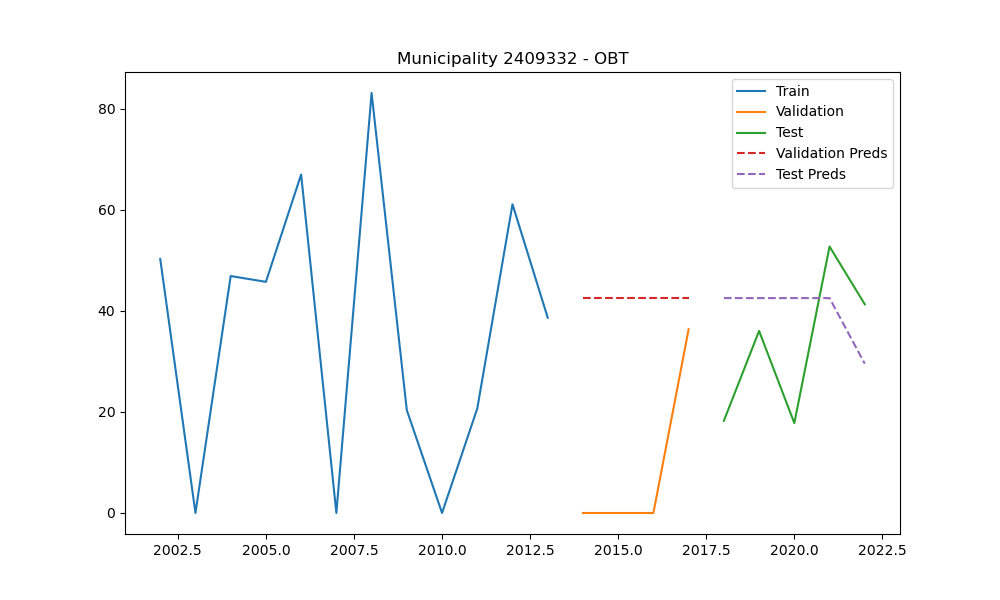 Municipality 2409332 - OBT
Train
Validation
Test
Validation Preds
Test Preds
80
60
40
20
0
2002.5 2005.0 2007.5 2010.0 2012.5 2015.0 2017.5 2020.0 2022.5